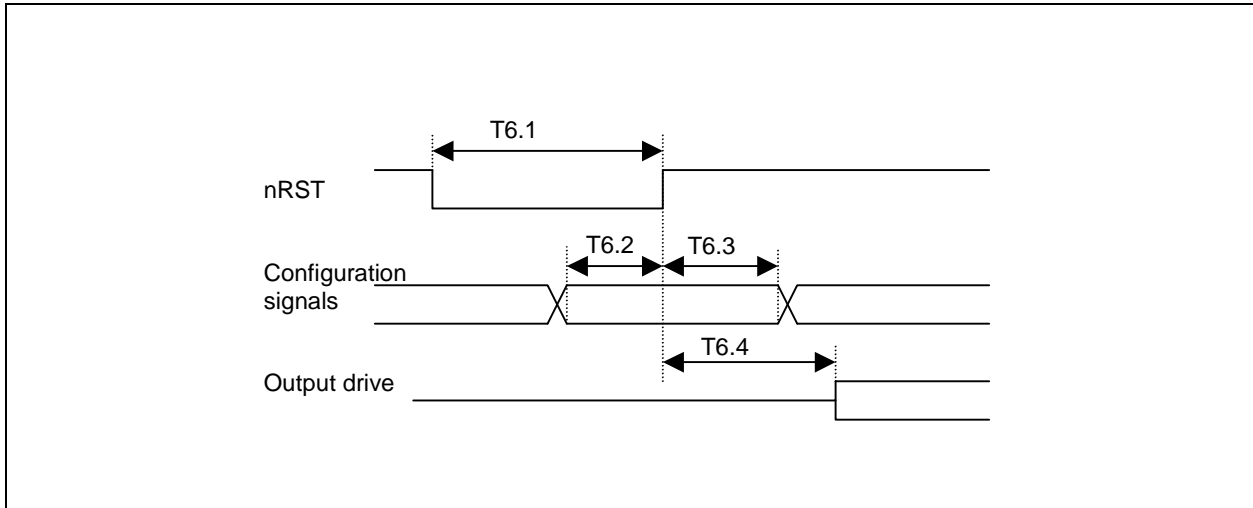 T6.1
nRST
T6.2
T6.3
Configuration
signals
T6.4
Output drive